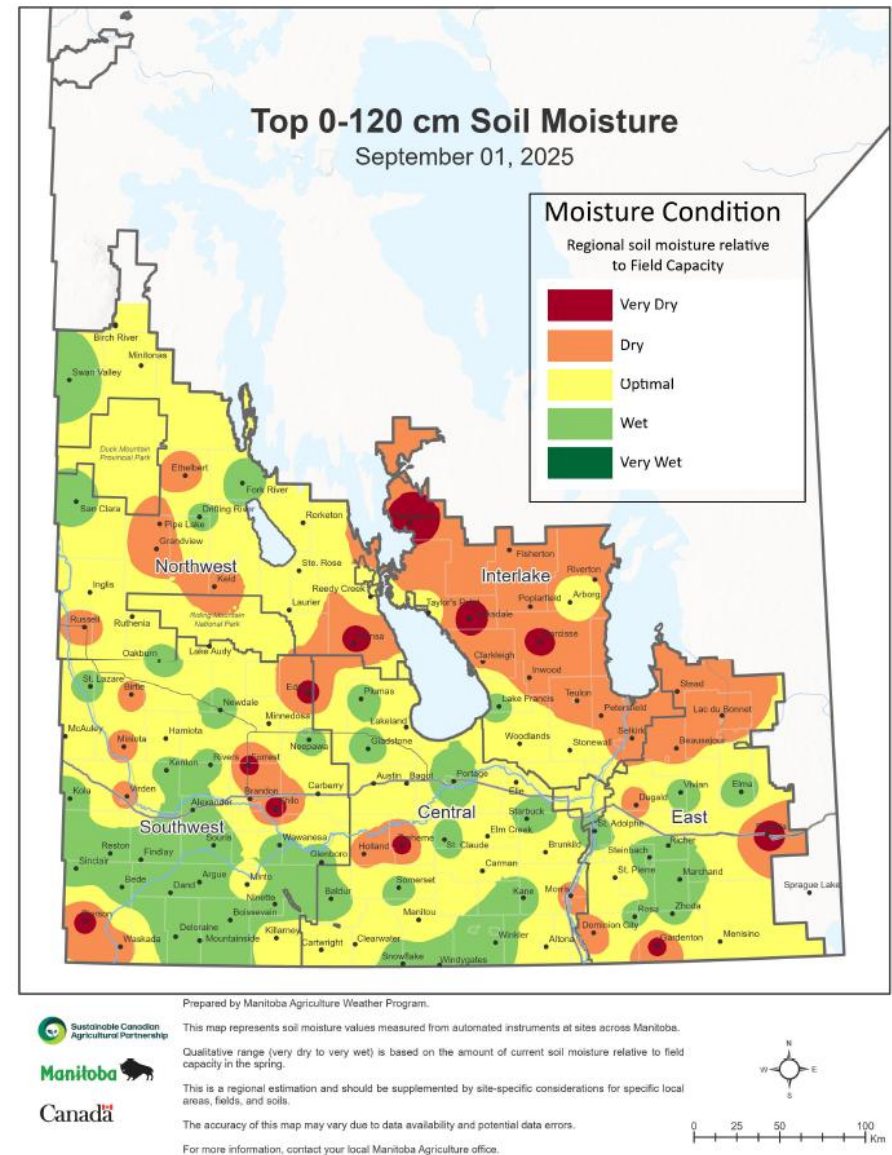 Top 0-120 cm Soil Moisture
September 01, 2025
Moisture Condition
Regional soil moisture relative
to Field Capacity
Very Dry
Dry
Optimal
Wet
Very Wet
Birch River
Minitonas
Swan Valley
Duck Mountain
Provincial Park
Ethelbert
Fork River
San Clara
Drifting River
Rorketon
Pipe Lake
Grandview
Fisherton
Northwest
Ste. Rose
Interlake
Riverton
Keld
Reedy Creek
Inglis
Laurier
Taylor's
Poplarfield
Arborg
Russell
Ruthenia
Riding Mountain
National Park
Oakburn
Lake Audy
Clarkleigh
Inwood
St. Lazare
Birtle
Plumas
Lake Francis
Teulon
Stead
Newdale
Petersfield
Lac du Bonnet
Minnedosa
Lakeland
McAuley
Hamiota
Miniota
Neepawa
Gladstone
Woodlands
Stonewall
Selkirk
Beausejour
Kenton
Rivers
Forrest
Kola
Virden
Brandon
Carberry
Austin
Bagot
Portage
Elie
Vivian
Elma
Alexander
Shilo
Dugald
Southwest
Central
Starbuck
East
St. Adolphe
Souris
Wawanesa
Elm Creek
Reston
Findlay
Holland
St. Claude
Brunkild
Richer
Sinclair
Glenboro
Steinbach
Carman
St. Pierre
Marchand
Bede
Argue
Minto
Somerset
Dand
Ninette
Baldur
Kane
Morris
Sprague Lake
Boissevain
Manitou
Rosa
Zhoda
Deloraine
Killarney
Winkler
Dominion City
Waskada
Mountainside
Cartwright
Clearwater
Altona
Gardenton
Menisino
Snowflake
Windygates
Prepared by Manitoba Agriculture Weather Program.
Sustainable Canadian
Agricultural Partnership
This map represents soil moisture values measured from automated instruments at sites across Manitoba.
Qualitative range (very dry to very wet) is based on the amount of current soil moisture relative to field
capacity in the spring.
Manitoba
This is a regional estimation and should be supplemented by site-specific considerations for specific local
areas, fields, and soils.
Canada
The accuracy of this map may vary due to data availability and potential data errors.
For more information, contact your local Manitoba Agriculture office.
N
W E
S
0 25 50 100
Km